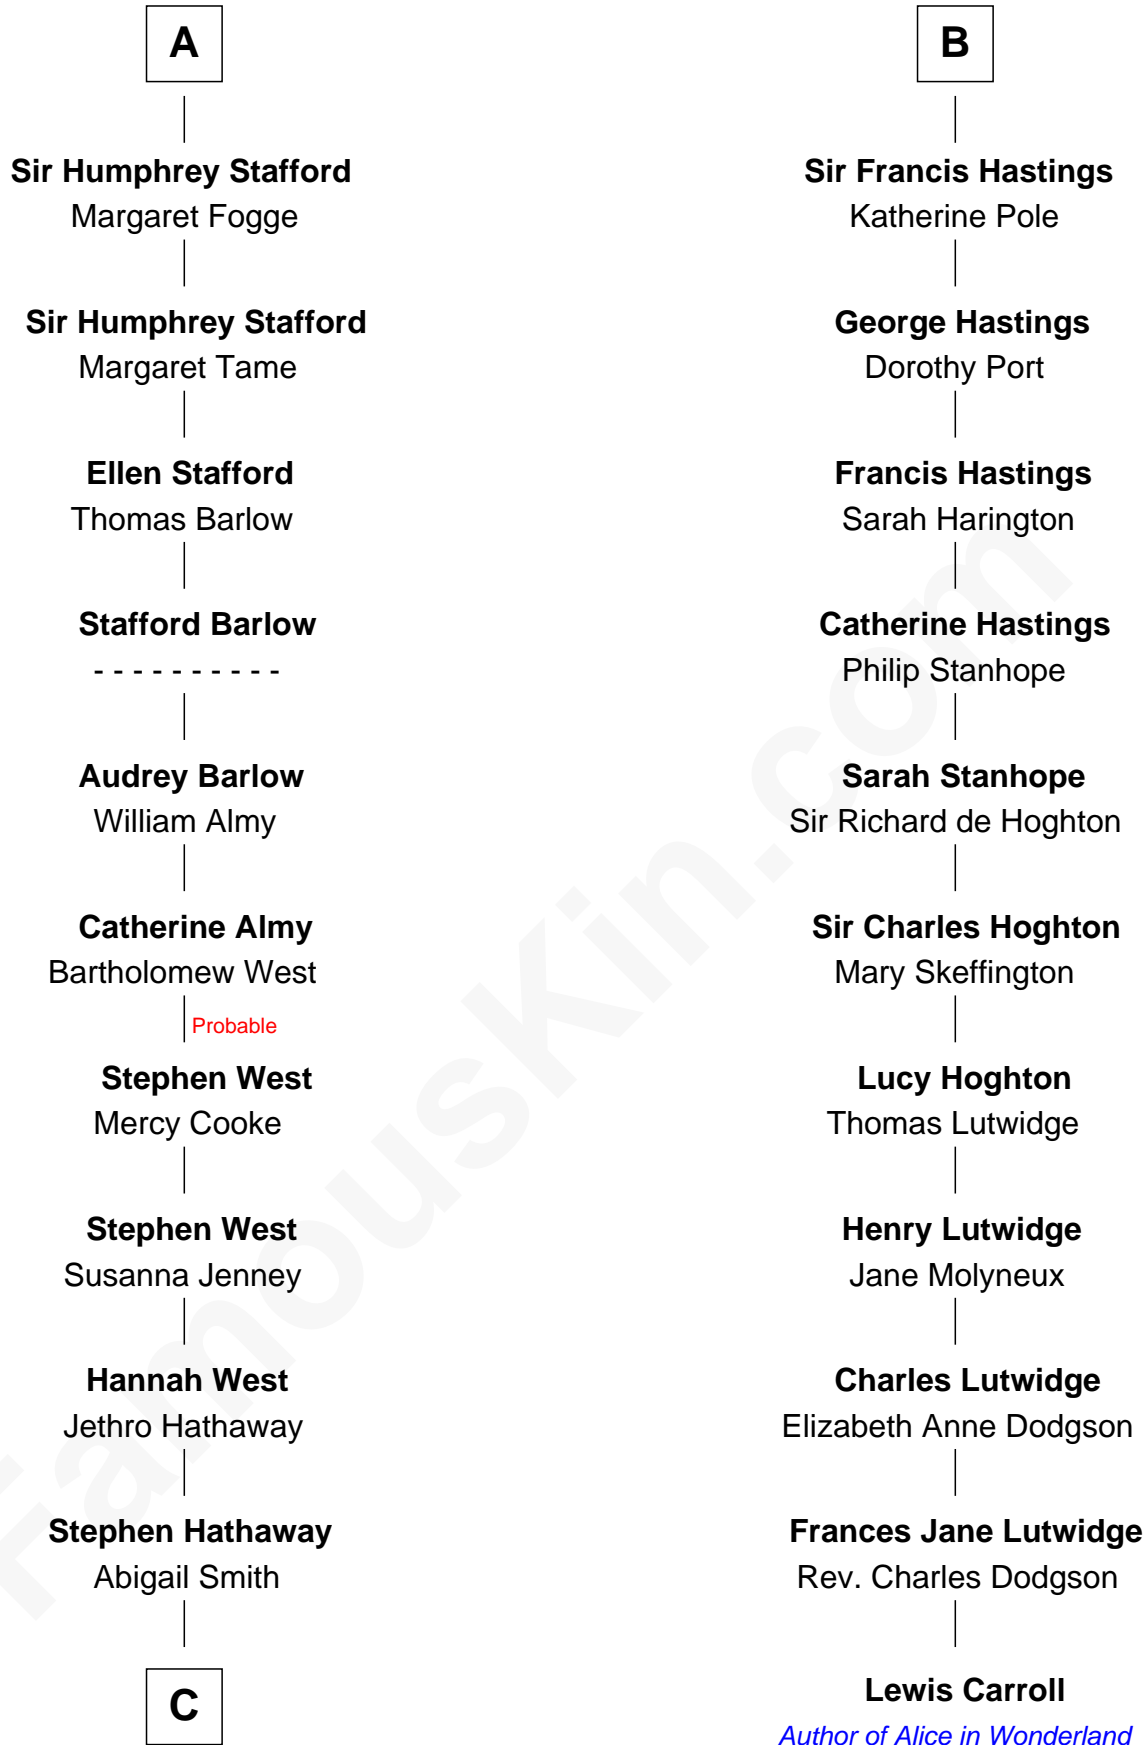 A
Sir Humphrey Stafford
Margaret Fogge
Sir Humphrey Stafford
Margaret Tame
Ellen Stafford
Thomas Barlow
Stafford Barlow
- - - - - - - - - -
Audrey Barlow
William Almy
Catherine Almy
Bartholomew West
Probable
Stephen West
Mercy Cooke
Stephen West
Susanna Jenney
Hannah West
Jethro Hathaway
Stephen Hathaway
Abigail Smith
C
B
Sir Francis Hastings
Katherine Pole
George Hastings
Dorothy Port
Francis Hastings
Sarah Harington
Catherine Hastings
Philip Stanhope
Sarah Stanhope
Sir Richard de Hoghton
Sir Charles Hoghton
Mary Skeffington
Lucy Hoghton
Thomas Lutwidge
Henry Lutwidge
Jane Molyneux
Charles Lutwidge
Elizabeth Anne Dodgson
Frances Jane Lutwidge
Rev. Charles Dodgson
Lewis Carroll
Author of Alice in Wonderland
FamousKin.com